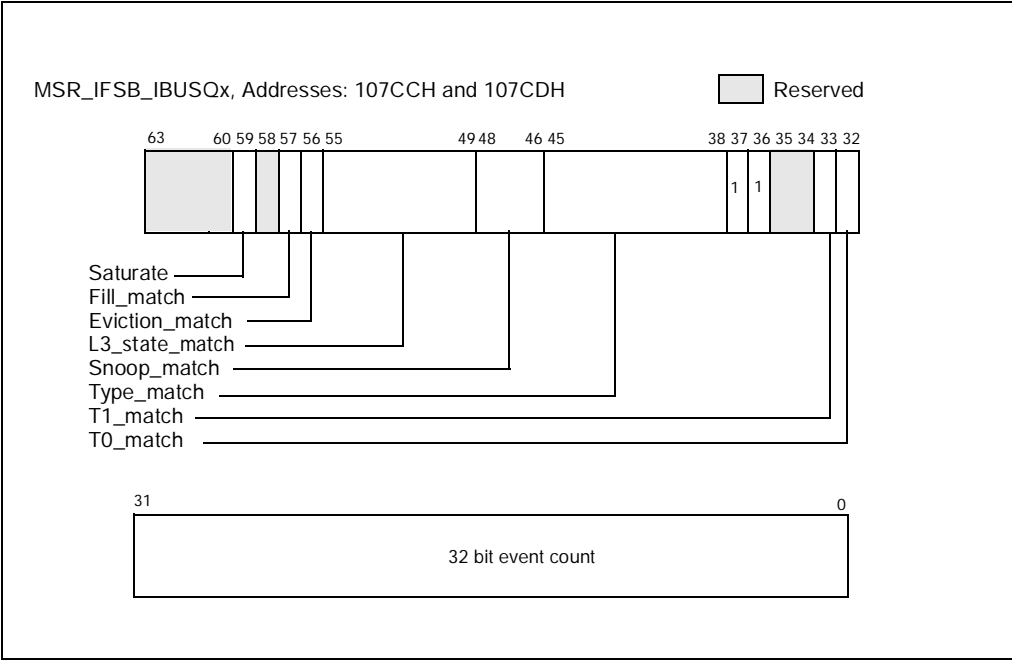 MSR_IFSB_IBUSQx, Addresses: 107CCH and 107CDH
Reserved
63 60 59 58 57 56 55 49 48 46 45 38 37 36 35 34 33 32
1 1
Saturate
Fill_match
Eviction_match
L3_state_match
Snoop_match
Type_match
T1_match
T0_match
31 0
32 bit event count